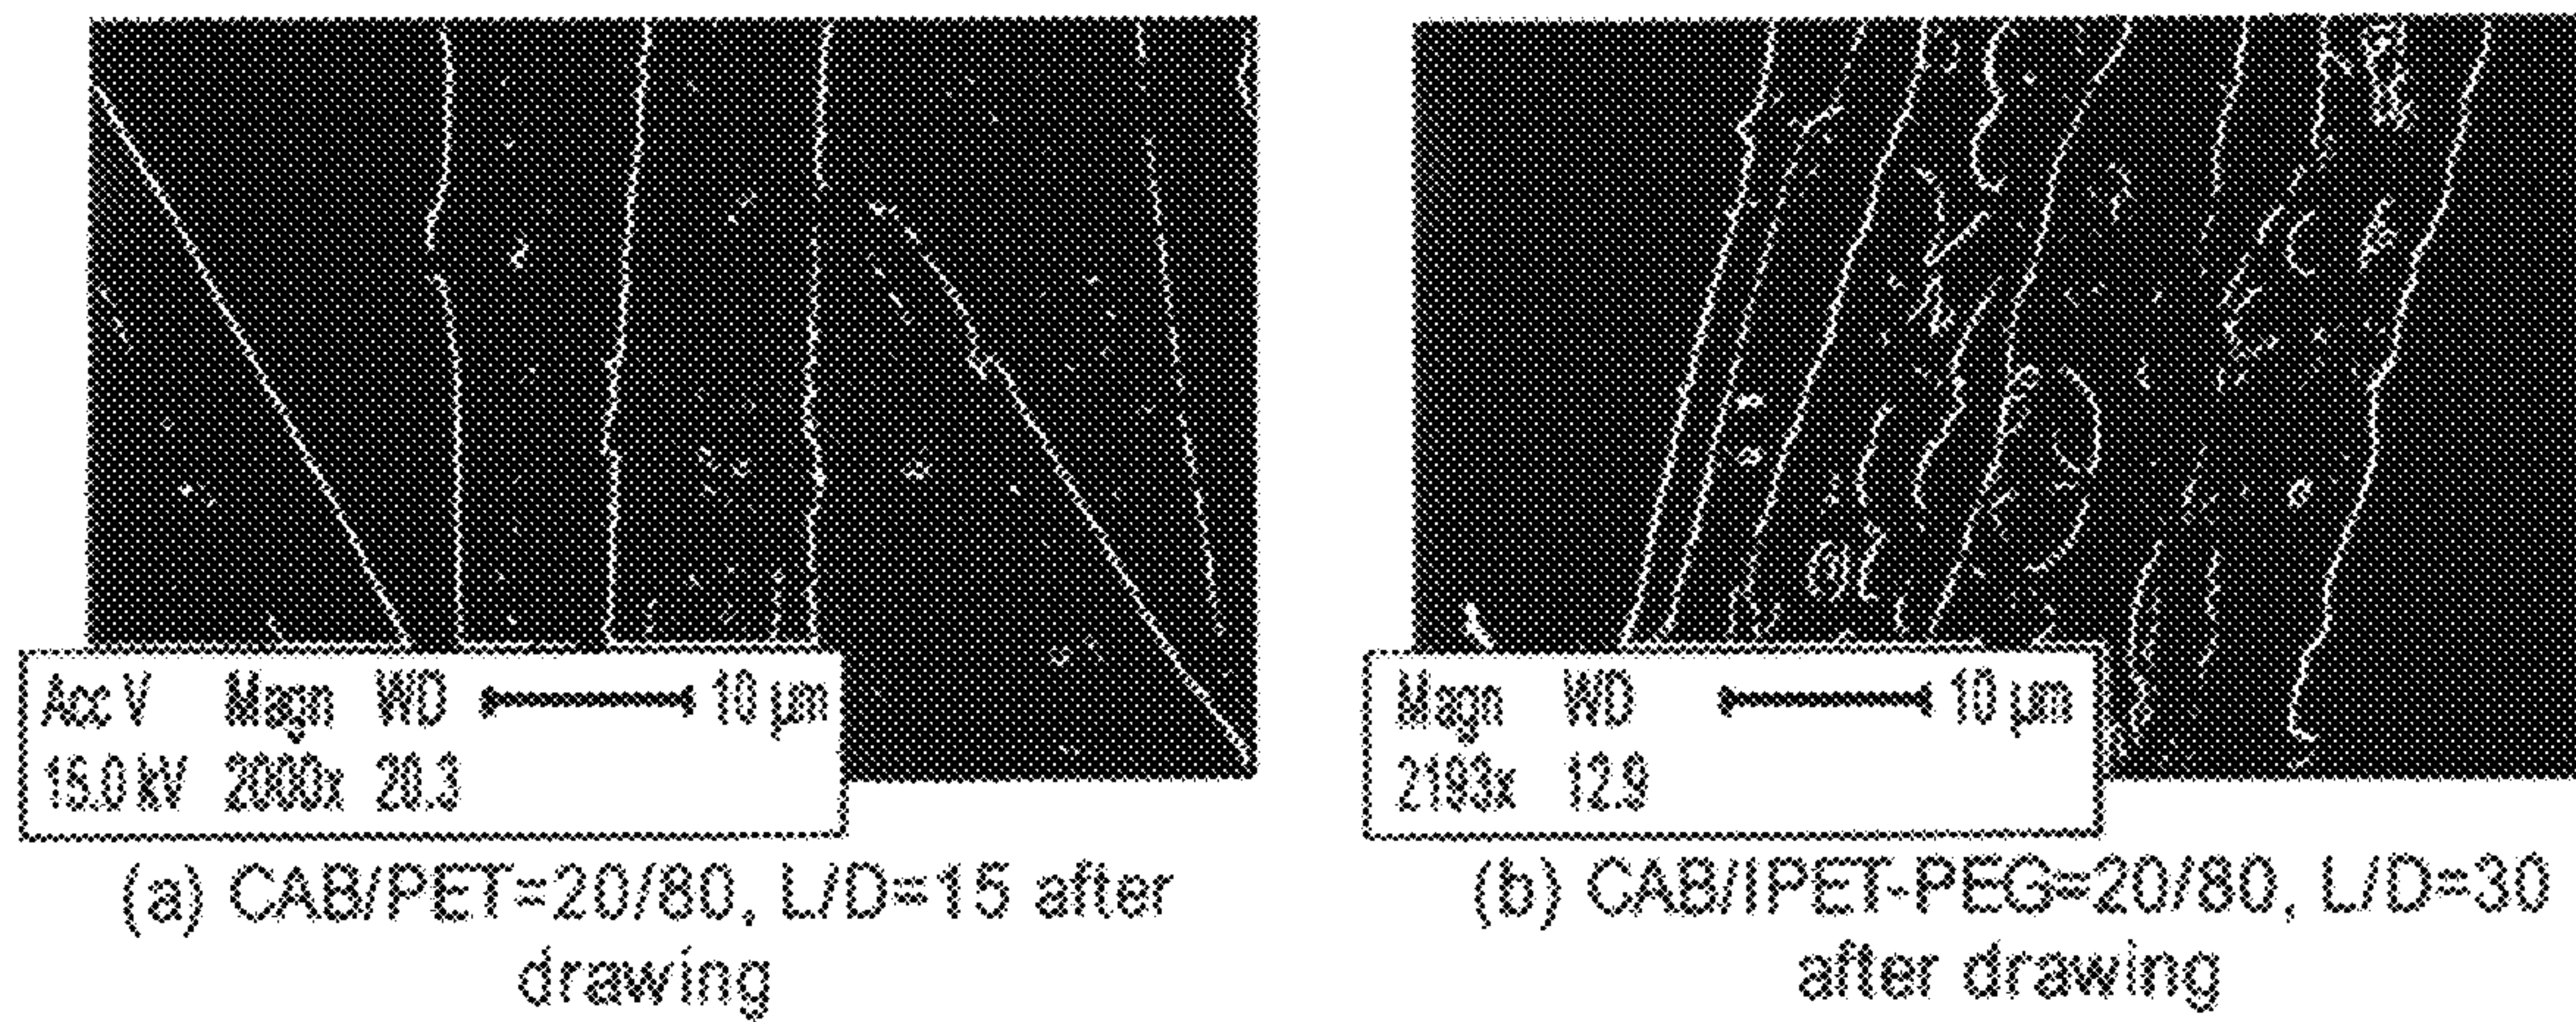 Acc V Magn WD 10 µm
15.0 kV 2000x 20.3
(a) CAB/PET=20/80, L/D=15 after
drawing
Magn WD 10 µm
2193x 12.9
(b) CAB/IPET-PEG=20/80, L/D=30
after drawing